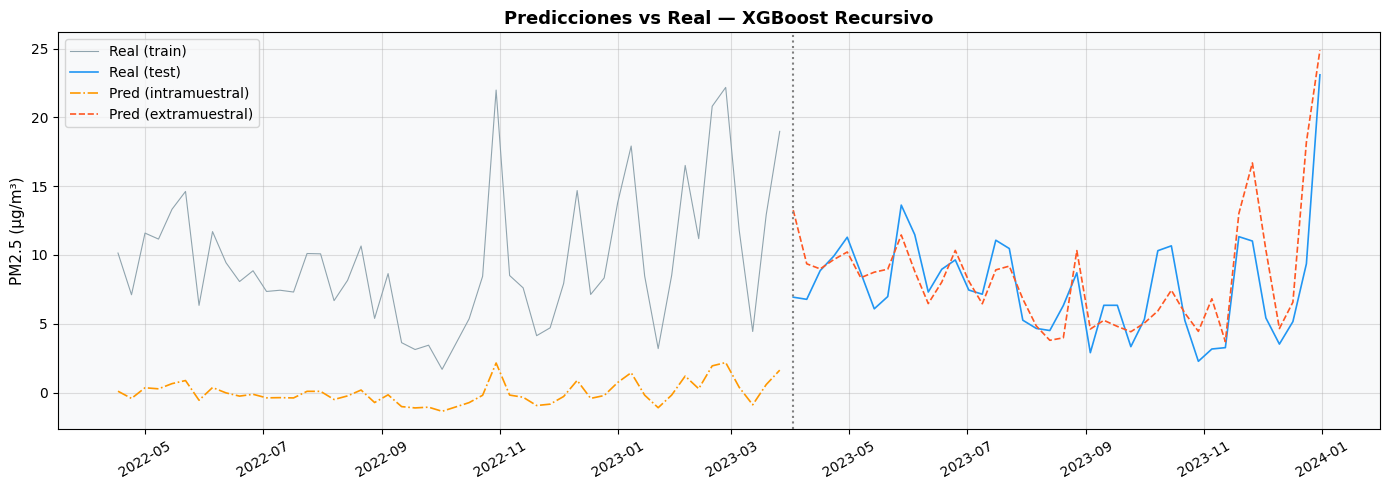 Predicciones vs Real — XGBoost Recursivo
Real (train)
Real (test)
Pred (intramuestral)
Pred (extramuestral)
PM2.5 (µg/m³)
25
20
15
10
5
0
2022-05
2022-07
2022-09
2022-11
2023-01
2023-03
2023-05
2023-07
2023-09
2023-11
2024-01